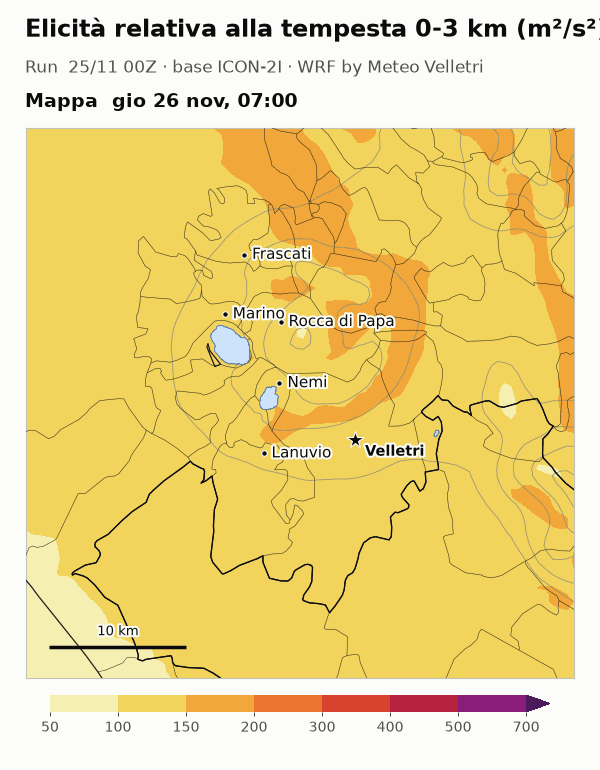 Elicità relativa alla tempesta 0-3 km (m²/s²)
Run 25/11 00Z · base ICON-2I · WRF by Meteo Velletri
Mappa gio 26 nov, 07:00
Frascati
Marino
Rocca di Papa
Nemi
Velletri
Lanuvio
10 km
50 100 150 200 300 400 500 700